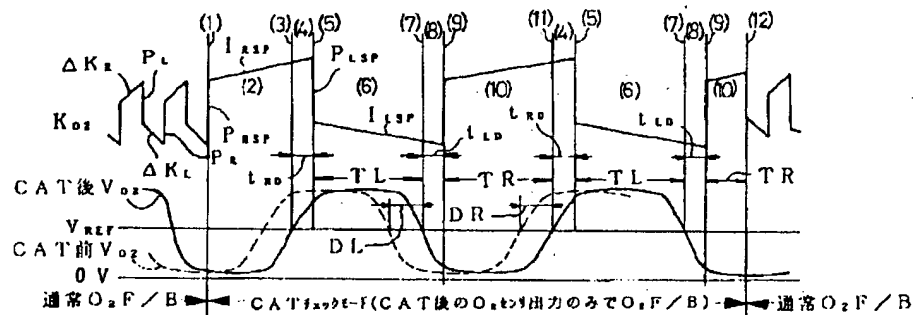 (1) (3) (4) (5) (7) (8) (9) (11) (4) (5) (7) (8) (9) (12)
ΔK_R P_L I_RSP P_LSP
(2) (6) (10) (6) (10)
K_O2 P_RSP I_LSP t_LD t_RD t_LD
ΔK_L P_R t_RD TL TR TL TR
CAT後V_O2
DL DR
V_REF
CAT前V_O2
0V
通常O₂F/B CATチェックモード(CAT後のO₂センサ出力のみでO₂F/B) 通常O₂F/B